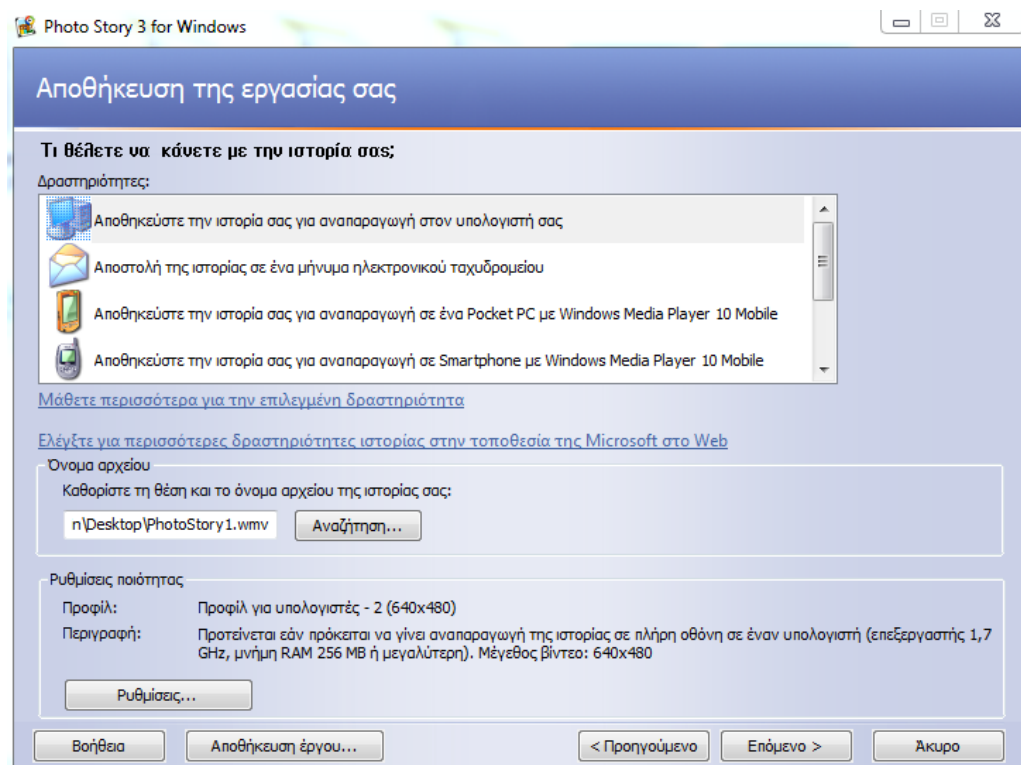 Photo Story 3 for Windows
Αποθήκευση της εργασίας σας
Τι θέλετε να κάνετε με την ιστορία σας;
Δραστηριότητες:
Αποθηκεύστε την ιστορία σας για αναπαραγωγή στον υπολογιστή σας
Αποστολή της ιστορίας σε ένα μήνυμα ηλεκτρονικού ταχυδρομείου
Αποθηκεύστε την ιστορία σας για αναπαραγωγή σε ένα Pocket PC με Windows Media Player 10 Mobile
Αποθηκεύστε την ιστορία σας για αναπαραγωγή σε Smartphone με Windows Media Player 10 Mobile
Μάθετε περισσότερα για την επιλεγμένη δραστηριότητα
Ελέγξτε για περισσότερες δραστηριότητες ιστορίας στην τοποθεσία της Microsoft στο Web
Όνομα αρχείου
Καθορίστε τη θέση και το όνομα αρχείου της ιστορίας σας:
n\Desktop\PhotoStory1.wmv Αναζήτηση...
Ρυθμίσεις ποιότητας
Προφίλ: Προφίλ για υπολογιστές - 2 (640x480)
Περιγραφή: Προτείνεται εάν πρόκειται να γίνει αναπαραγωγή της ιστορίας σε πλήρη οθόνη σε έναν υπολογιστή (επεξεργαστής 1,7
GHz, μνήμη RAM 256 MB ή μεγαλύτερη). Μέγεθος βίντεο: 640x480
Ρυθμίσεις...
Βοήθεια Αποθήκευση έργου... < Προηγούμενο Επόμενο > Άκυρο